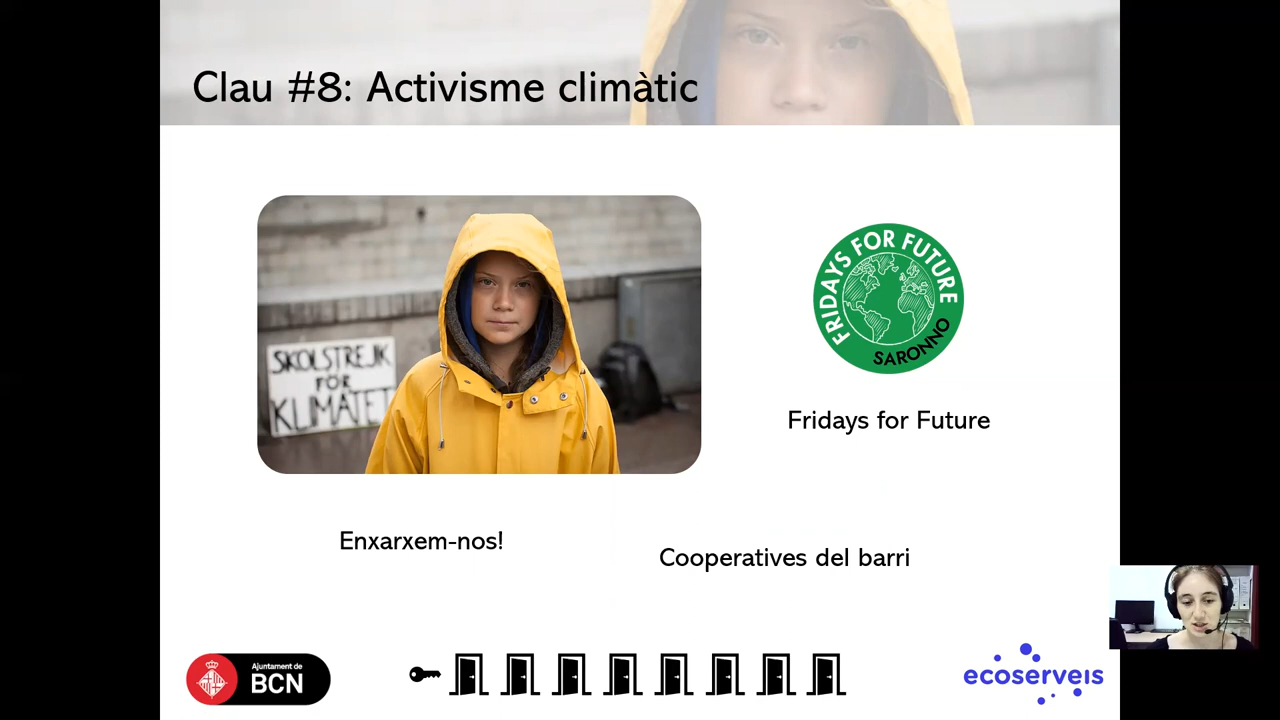 Clau #8: Activisme climàtic
SKOLSTREJK
FÖR
KLIMATET
FRIDAYS FOR FUTURE
SARONNO
Fridays for Future
Enxarxem-nos!
Cooperatives del barri
Ajuntament de
BCN
ecoserveis